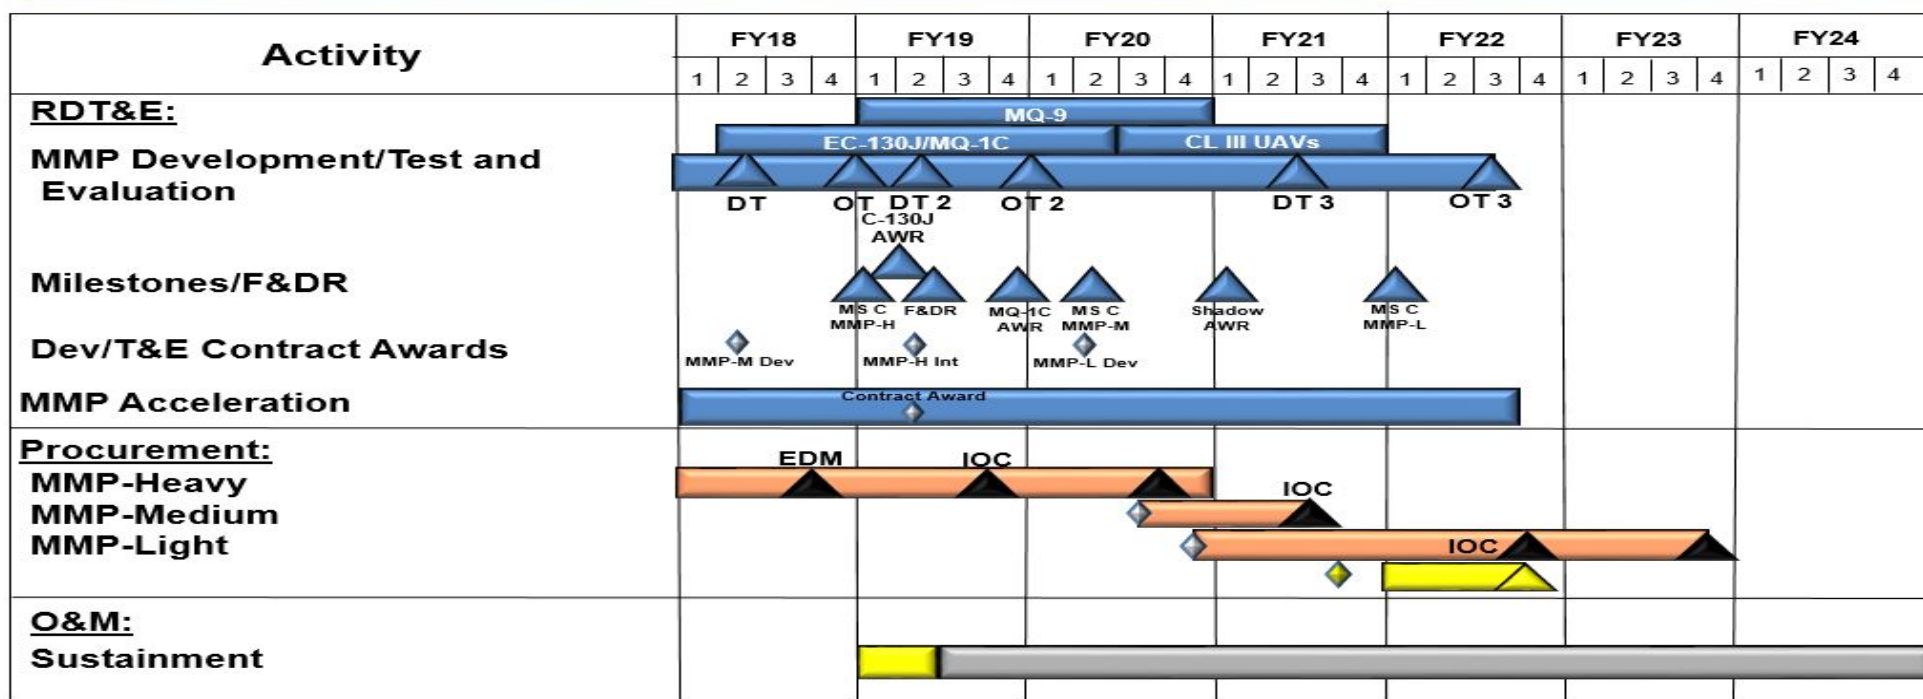 Activity
FY18 FY19 FY20 FY21 FY22 FY23 FY24
1 2 3 4 1 2 3 4 1 2 3 4 1 2 3 4 1 2 3 4 1 2 3 4 1 2 3 4
RDT&E:
MQ-9
EC-130J/MQ-1C CL III UAVs
MMP Development/Test and
Evaluation
DT OT DT 2 OT 2 DT 3 OT 3
C-130J
AWR
Milestones/F&DR
MS C
MMP-H
F&DR
MQ-1C
AWR
MS C
MMP-M
Shadow
AWR
MS C
MMP-L
Dev/T&E Contract Awards
MMP-M Dev MMP-H Int MMP-L Dev
MMP Acceleration
Contract Award
Procurement:
EDM IOC
MMP-Heavy
IOC
MMP-Medium
MMP-Light
IOC
O&M:
Sustainment